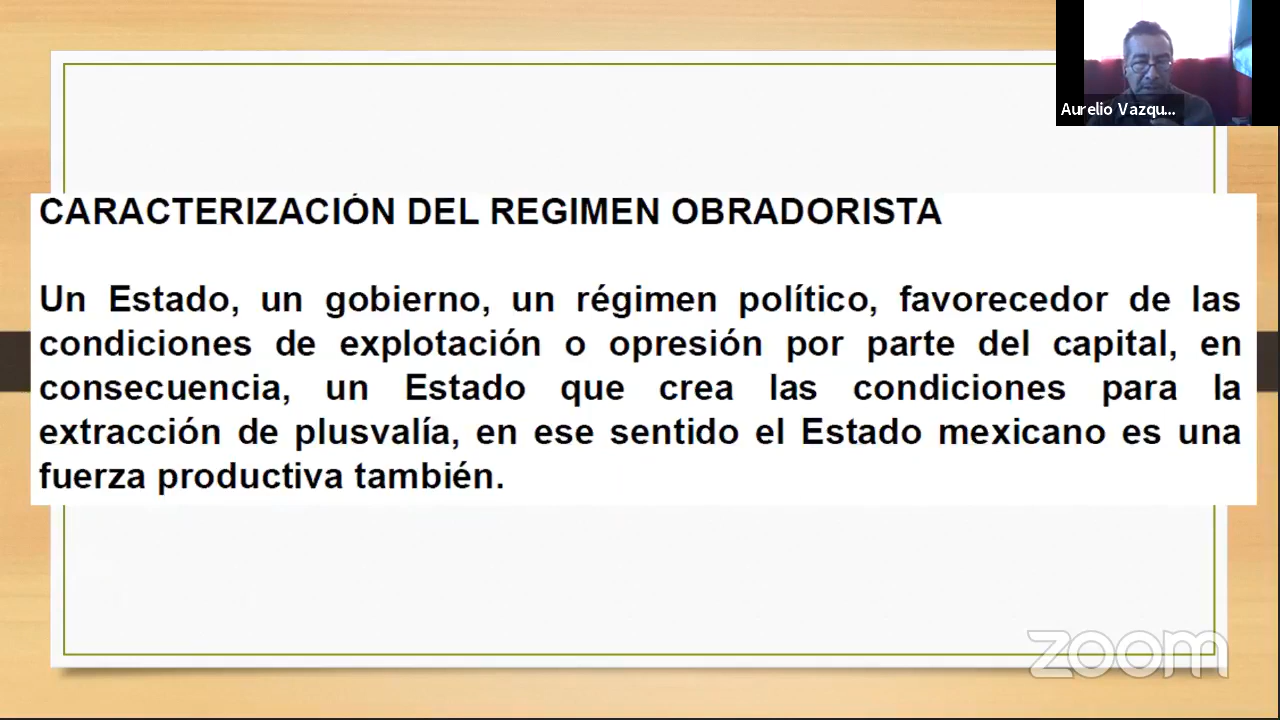 Aurelio Vazqu...
CARACTERIZACIÓN DEL REGIMEN OBRADORISTA
Un Estado, un gobierno, un régimen político, favorecedor de las
condiciones de explotación o opresión por parte del capital, en
consecuencia, un Estado que crea las condiciones para la
extracción de plusvalía, en ese sentido el Estado mexicano es una
fuerza productiva también.
zoom